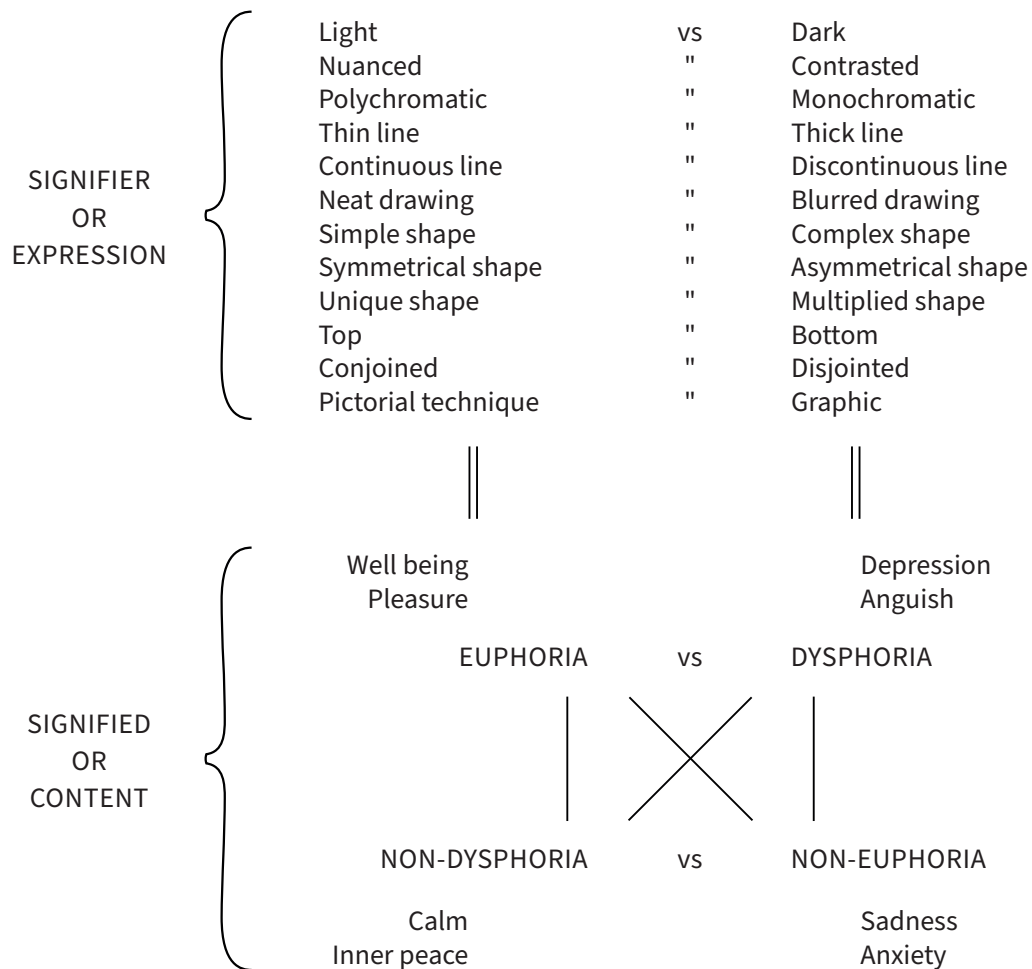 Light vs Dark
Nuanced " Contrasted
Polychromatic " Monochromatic
Thin line " Thick line
Continuous line " Discontinuous line
SIGNIFIER
OR
EXPRESSION
Neat drawing " Blurred drawing
Simple shape " Complex shape
Symmetrical shape " Asymmetrical shape
Unique shape " Multiplied shape
Top " Bottom
Conjoined " Disjointed
Pictorial technique " Graphic
Well being Depression
Pleasure Anguish
EUPHORIA vs DYSPHORIA
SIGNIFIED
OR
CONTENT
NON-DYSPHORIA vs NON-EUPHORIA
Calm Sadness
Inner peace Anxiety